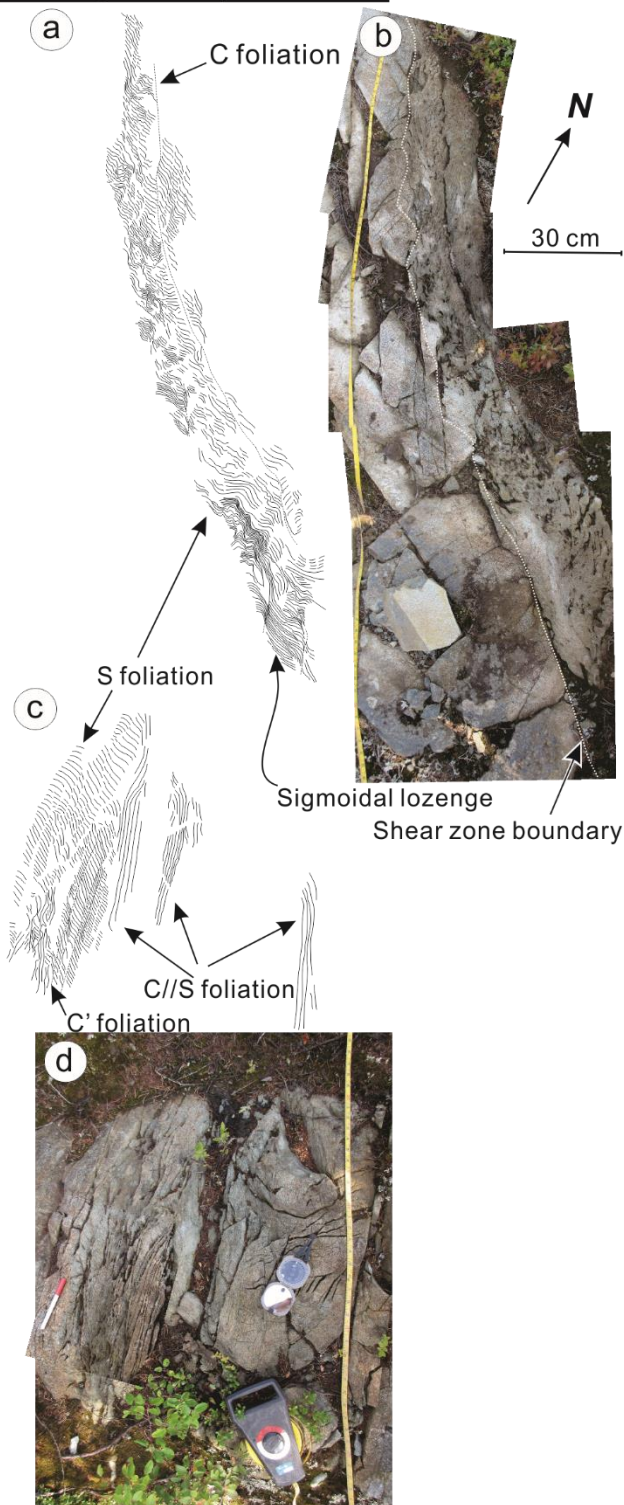 a
C foliation
b
N
30 cm
S foliation
c
Sigmoidal lozenge
Shear zone boundary
C//S foliation
C' foliation
d